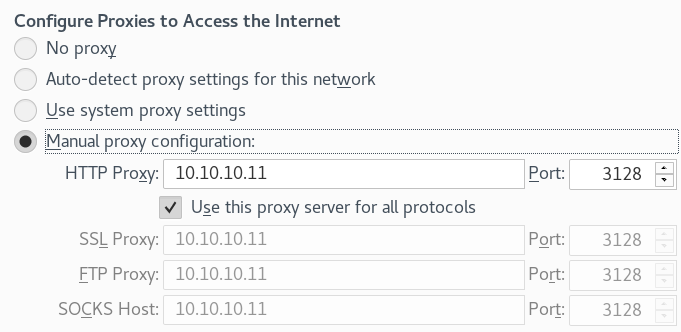 Configure Proxies to Access the Internet
No proxy
Auto-detect proxy settings for this network
Use system proxy settings
Manual proxy configuration:
HTTP Proxy: 10.10.10.11 Port: 3128
Use this proxy server for all protocols
SSL Proxy: 10.10.10.11 Port: 3128
FTP Proxy: 10.10.10.11 Port: 3128
SOCKS Host: 10.10.10.11 Port: 3128